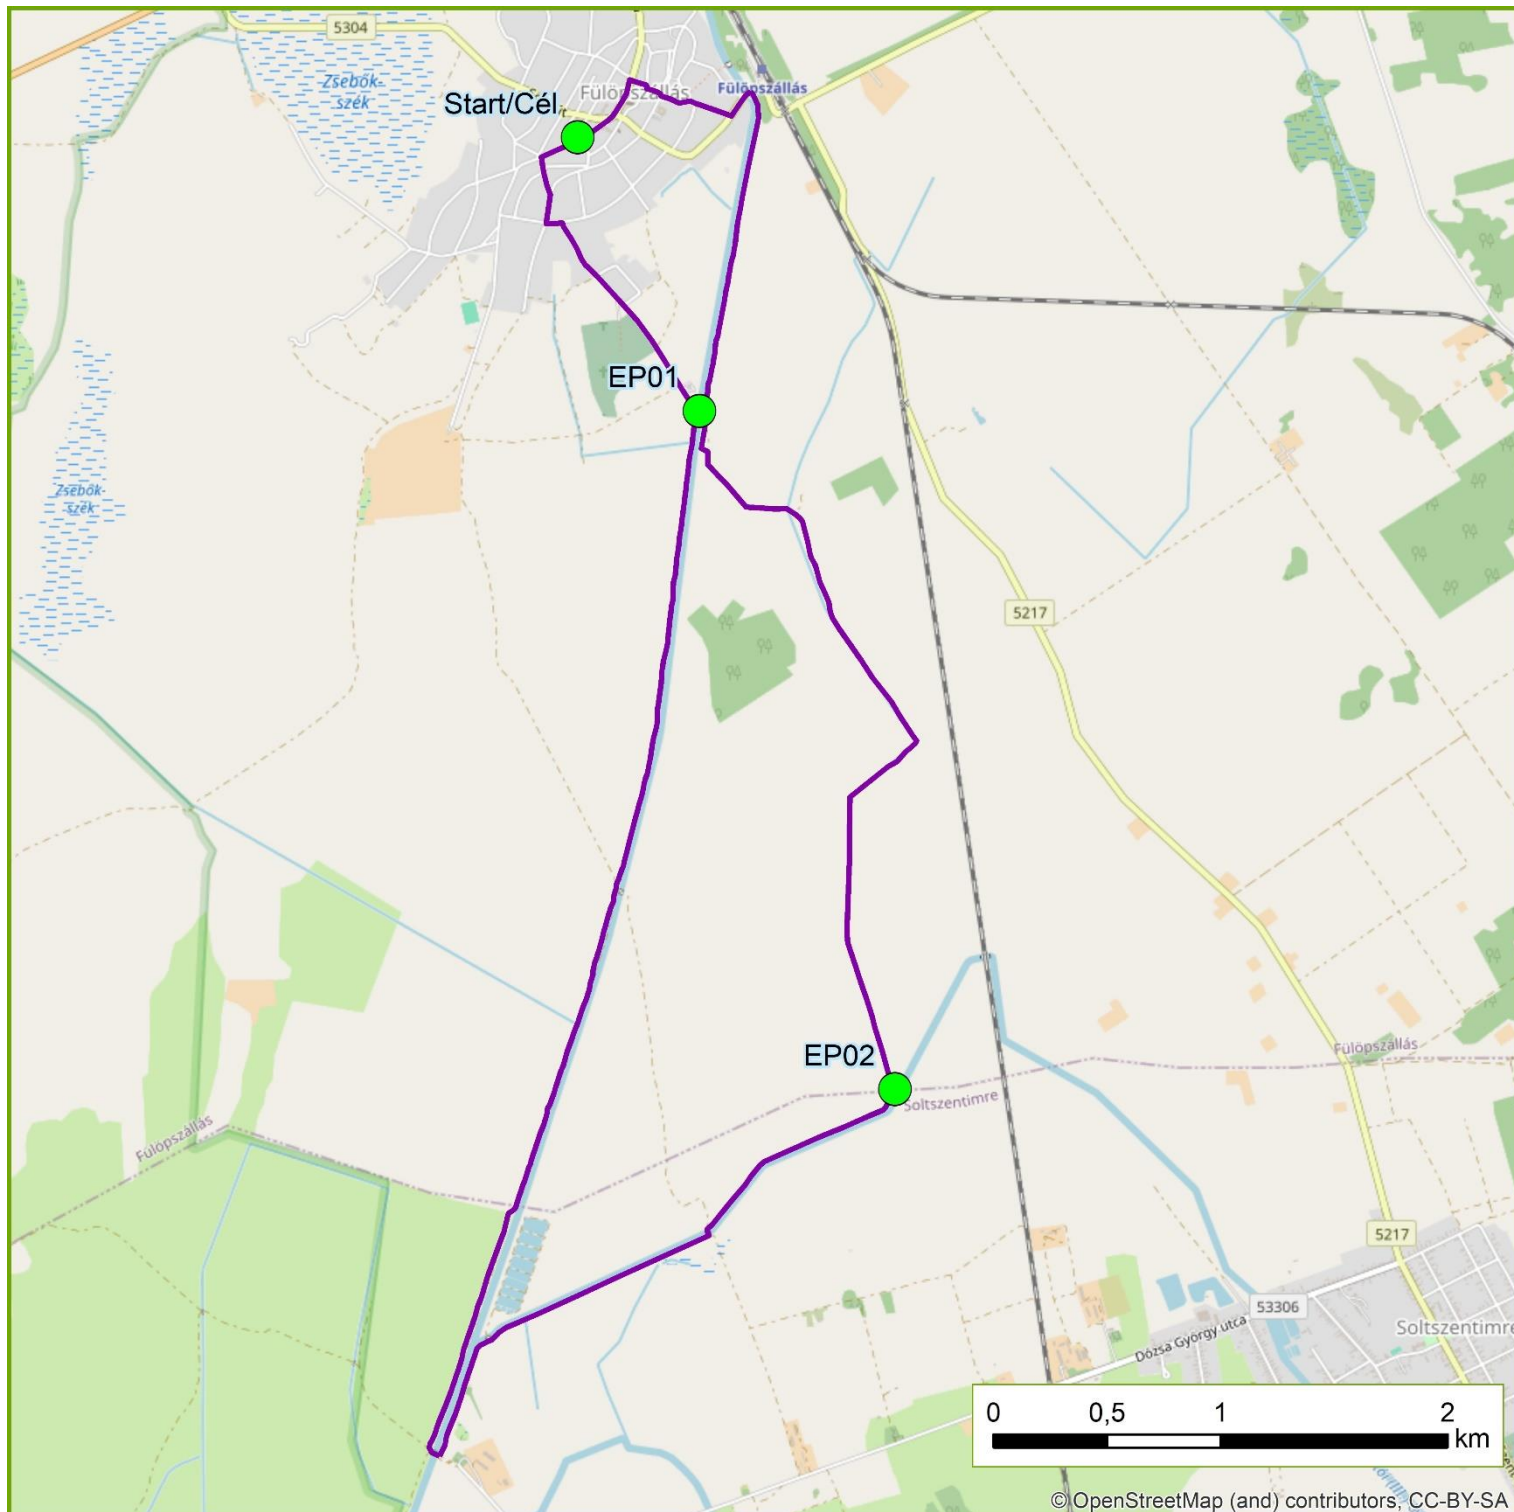 5304
Zsebők-
szék
Start/Cél
Fülöpszállás
Fülöpszállás
EP01
Zsebők-
szék
5217
EP02
Fülöpszállás
Soltszentimre
Fülöpszállás
5217
53306
Soltszentimre
Dózsa György utca
0 0,5 1 2
km
© OpenStreetMap (and) contributors, CC-BY-SA